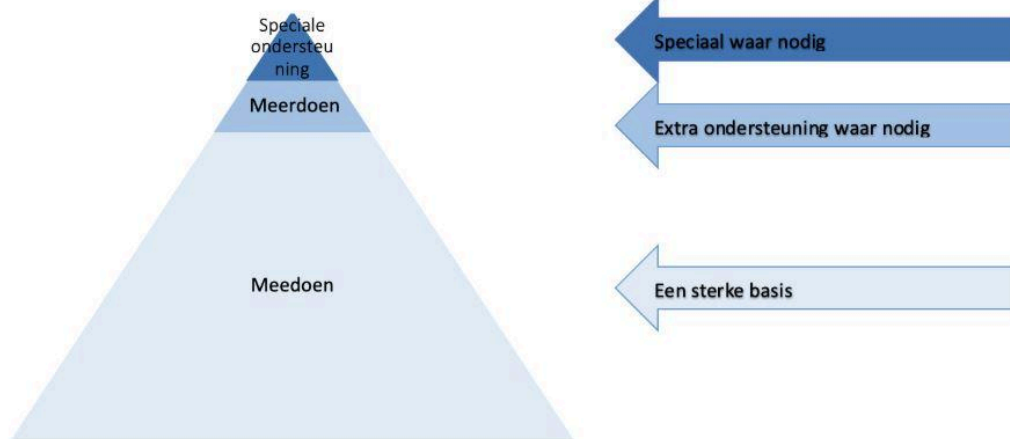 Speciale
ondersteu
ning
Speciaal waar nodig
Meerdoen
Extra ondersteuning waar nodig
Meedoen
Een sterke basis